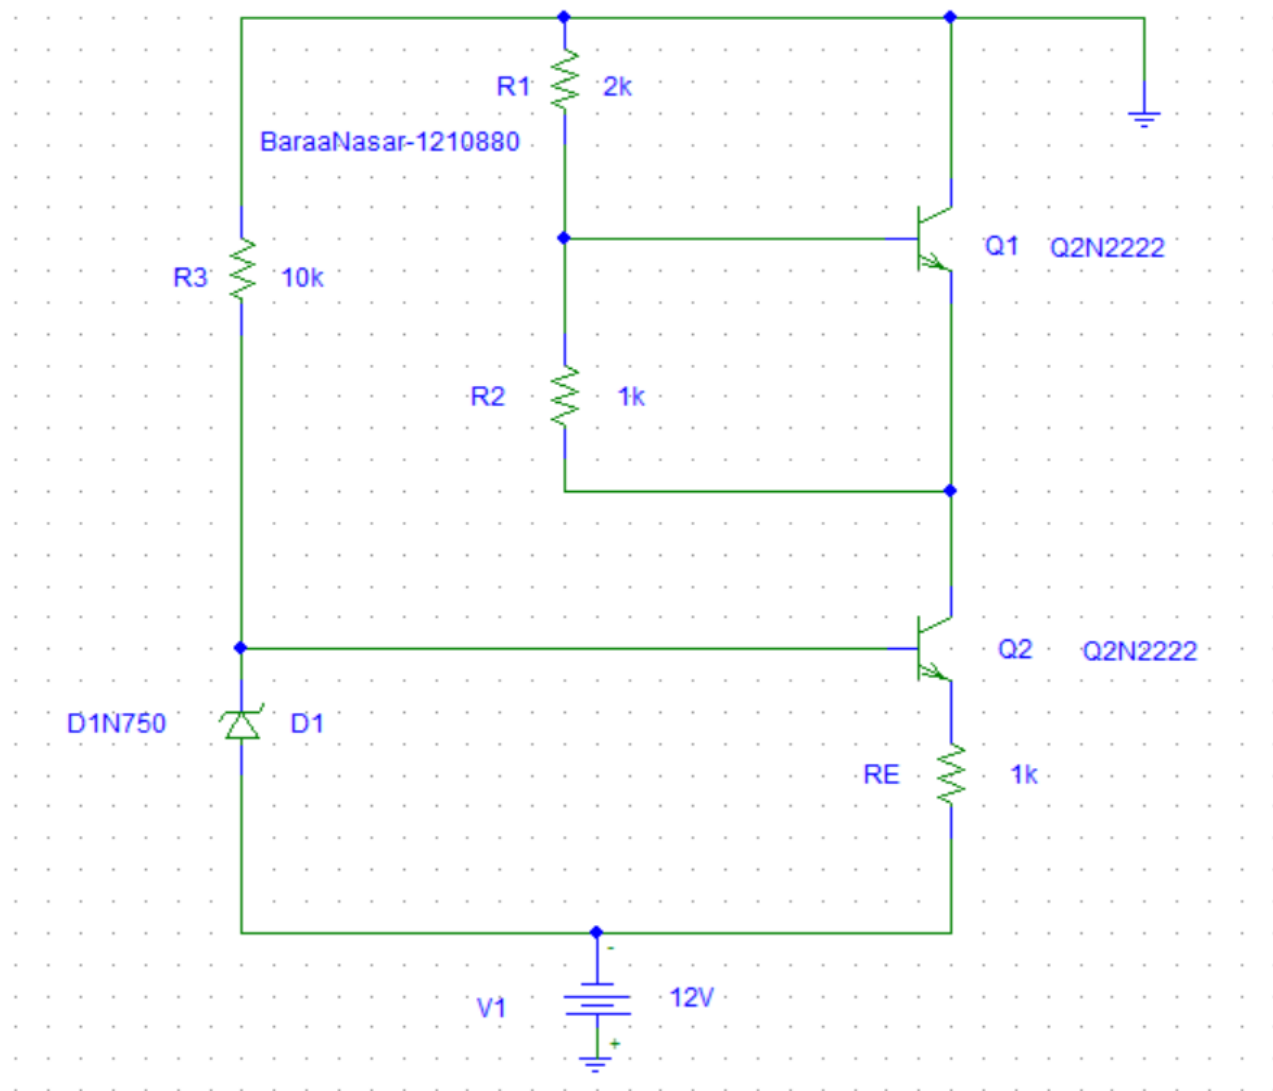 R1 2k
BaraaNasar-1210880
Q1 Q2N2222
R3 10k
R2 1k
Q2 Q2N2222
D1N750 D1
RE 1k
-
V1 12V
+